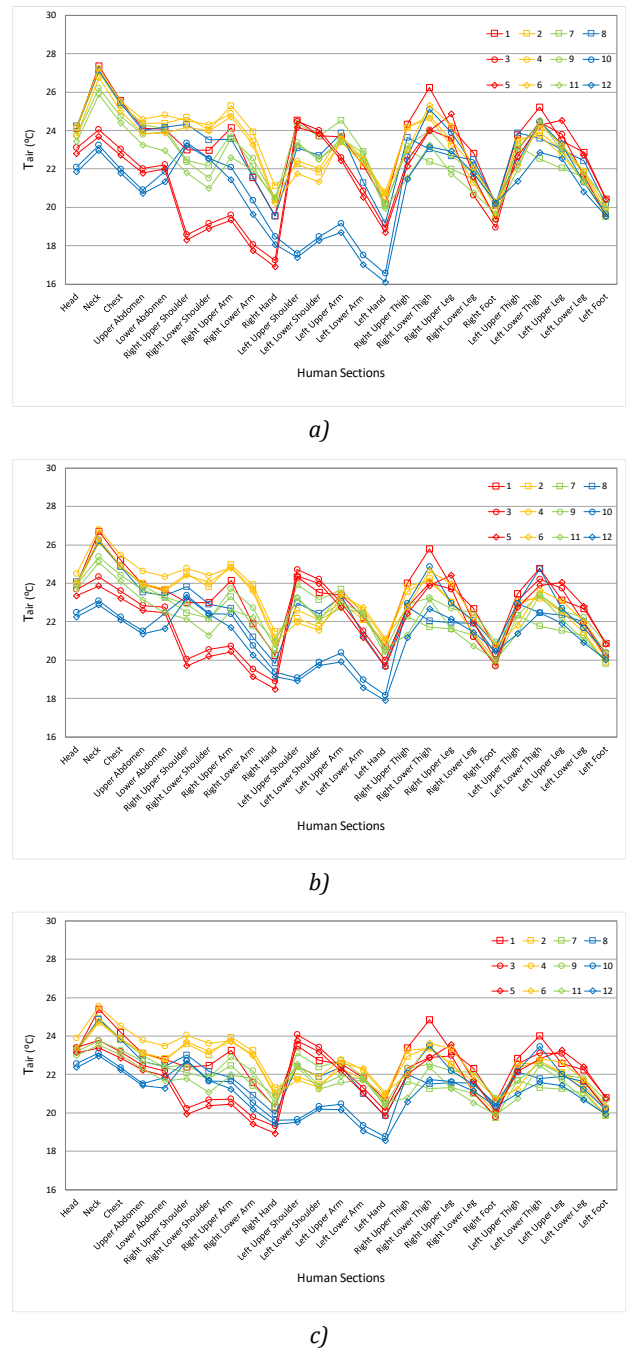 30
28
26
24
22
20
18
16
Tair (ºC)
1 2 7 8
3 4 9 10
5 6 11 12
Head
Neck
Chest
Upper Abdomen
Lower Abdomen
Right Upper Shoulder
Right Lower Shoulder
Right Upper Arm
Right Lower Arm
Right Hand
Left Upper Shoulder
Left Lower Shoulder
Left Upper Arm
Left Lower Arm
Left Hand
Right Upper Thigh
Right Lower Thigh
Right Upper Leg
Right Lower Leg
Right Foot
Left Upper Thigh
Left Lower Thigh
Left Upper Leg
Left Lower Leg
Left Foot
Human Sections
a)
30
28
26
24
22
20
18
16
Tair (ºC)
1 2 7 8
3 4 9 10
5 6 11 12
Head
Neck
Chest
Upper Abdomen
Lower Abdomen
Right Upper Shoulder
Right Lower Shoulder
Right Upper Arm
Right Lower Arm
Right Hand
Left Upper Shoulder
Left Lower Shoulder
Left Upper Arm
Left Lower Arm
Left Hand
Right Upper Thigh
Right Lower Thigh
Right Upper Leg
Right Lower Leg
Right Foot
Left Upper Thigh
Left Lower Thigh
Left Upper Leg
Left Lower Leg
Left Foot
Human Sections
b)
30
28
26
24
22
20
18
16
Tair (ºC)
1 2 7 8
3 4 9 10
5 6 11 12
Head
Neck
Chest
Upper Abdomen
Lower Abdomen
Right Upper Shoulder
Right Lower Shoulder
Right Upper Arm
Right Lower Arm
Right Hand
Left Upper Shoulder
Left Lower Shoulder
Left Upper Arm
Left Lower Arm
Left Hand
Right Upper Thigh
Right Lower Thigh
Right Upper Leg
Right Lower Leg
Right Foot
Left Upper Thigh
Left Lower Thigh
Left Upper Leg
Left Lower Leg
Left Foot
Human Sections
c)